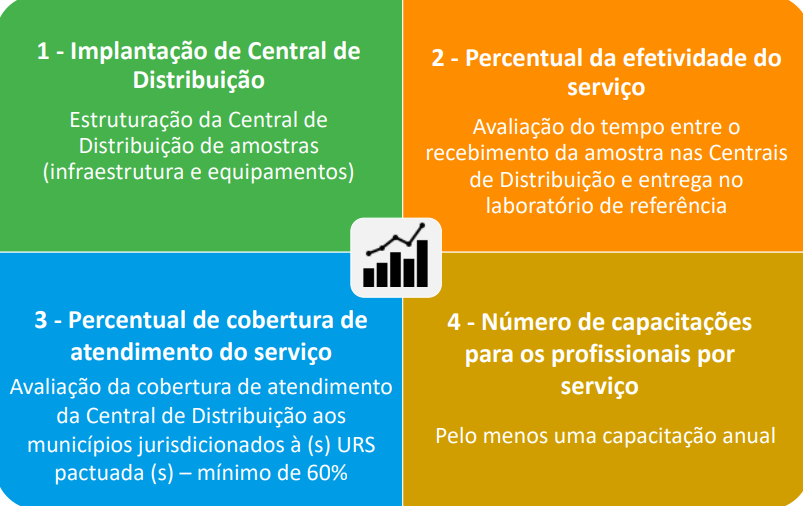 1 - Implantação de Central de
Distribuição
Estruturação da Central de
Distribuição de amostras
(infraestrutura e equipamentos)
2 - Percentual da efetividade do
serviço
Avaliação do tempo entre o
recebimento da amostra nas Centrais
de Distribuição e entrega no
laboratório de referência
3 - Percentual de cobertura de
atendimento do serviço
Avaliação da cobertura de atendimento
da Central de Distribuição aos
municípios jurisdicionados à (s) URS
pactuada (s) – mínimo de 60%
4 - Número de capacitações
para os profissionais por
serviço
Pelo menos uma capacitação anual